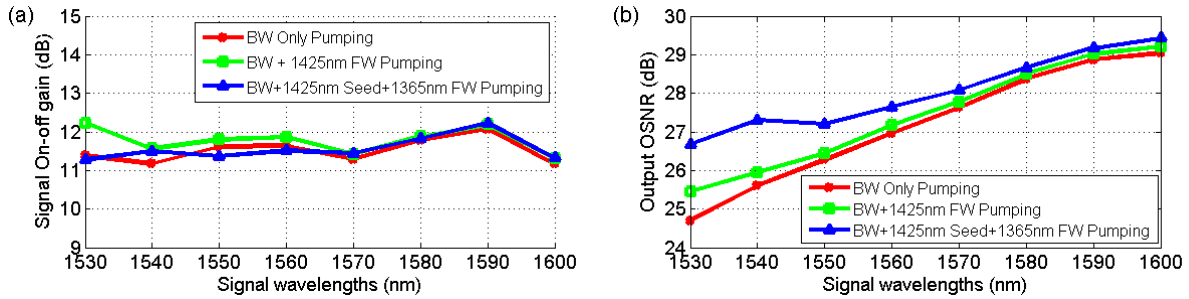 (a)
15
14
13
12
11
10
9
Signal On-off gain (dB)
BW Only Pumping
BW + 1425nm FW Pumping
BW+1425nm Seed+1365nm FW Pumping
1530 1540 1550 1560 1570 1580 1590 1600
Signal wavelengths (nm)
(b)
30
29
28
27
26
25
24
Output OSNR (dB)
BW Only Pumping
BW+1425nm FW Pumping
BW+1425nm Seed+1365nm FW Pumping
1530 1540 1550 1560 1570 1580 1590 1600
Signal wavelengths (nm)